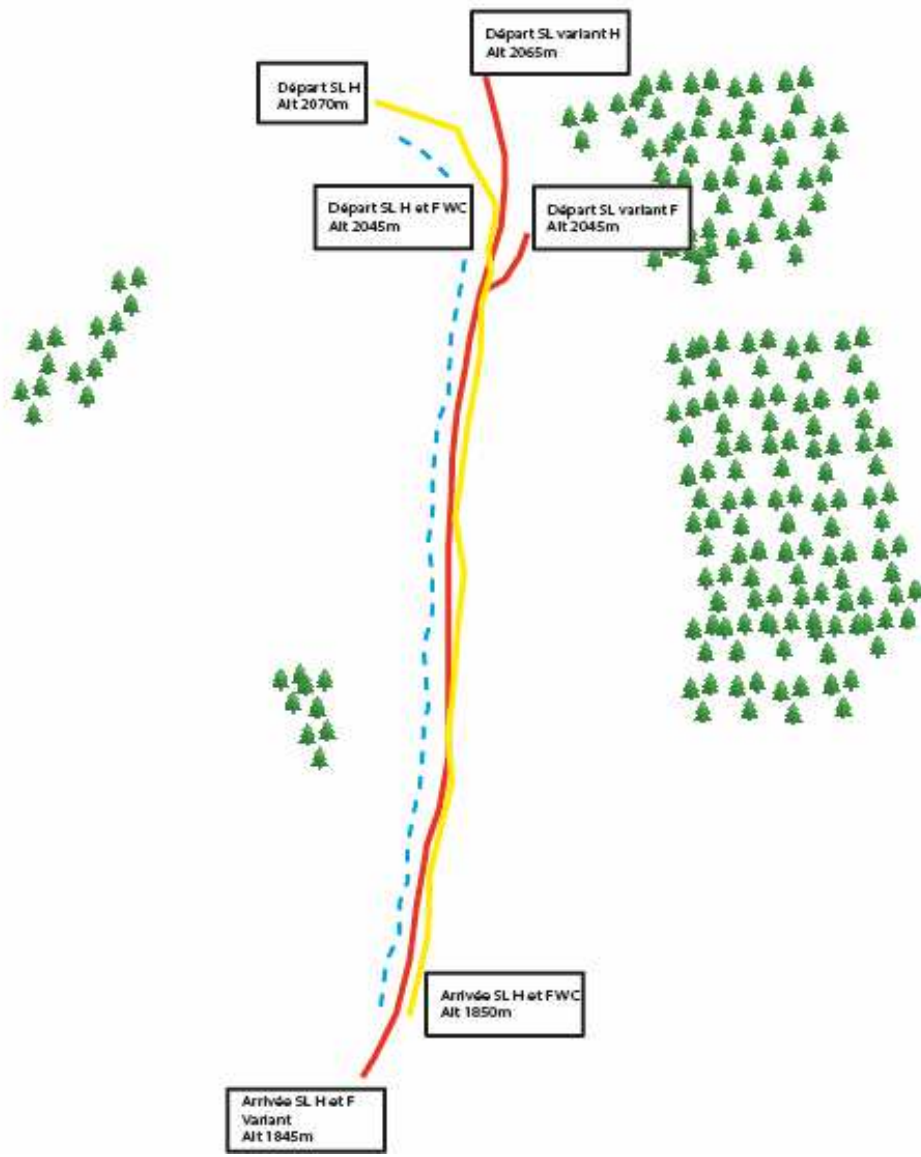 Départ SL variant H
Alt 2065m
Départ SL H
Alt 2070m
Départ SL H et F WC
Alt 2045m
Départ SL variant F
Alt 2045m
Arrivée SL H et F WC
Alt 1850m
Arrivée SL H et F
Variant
Alt 1845m